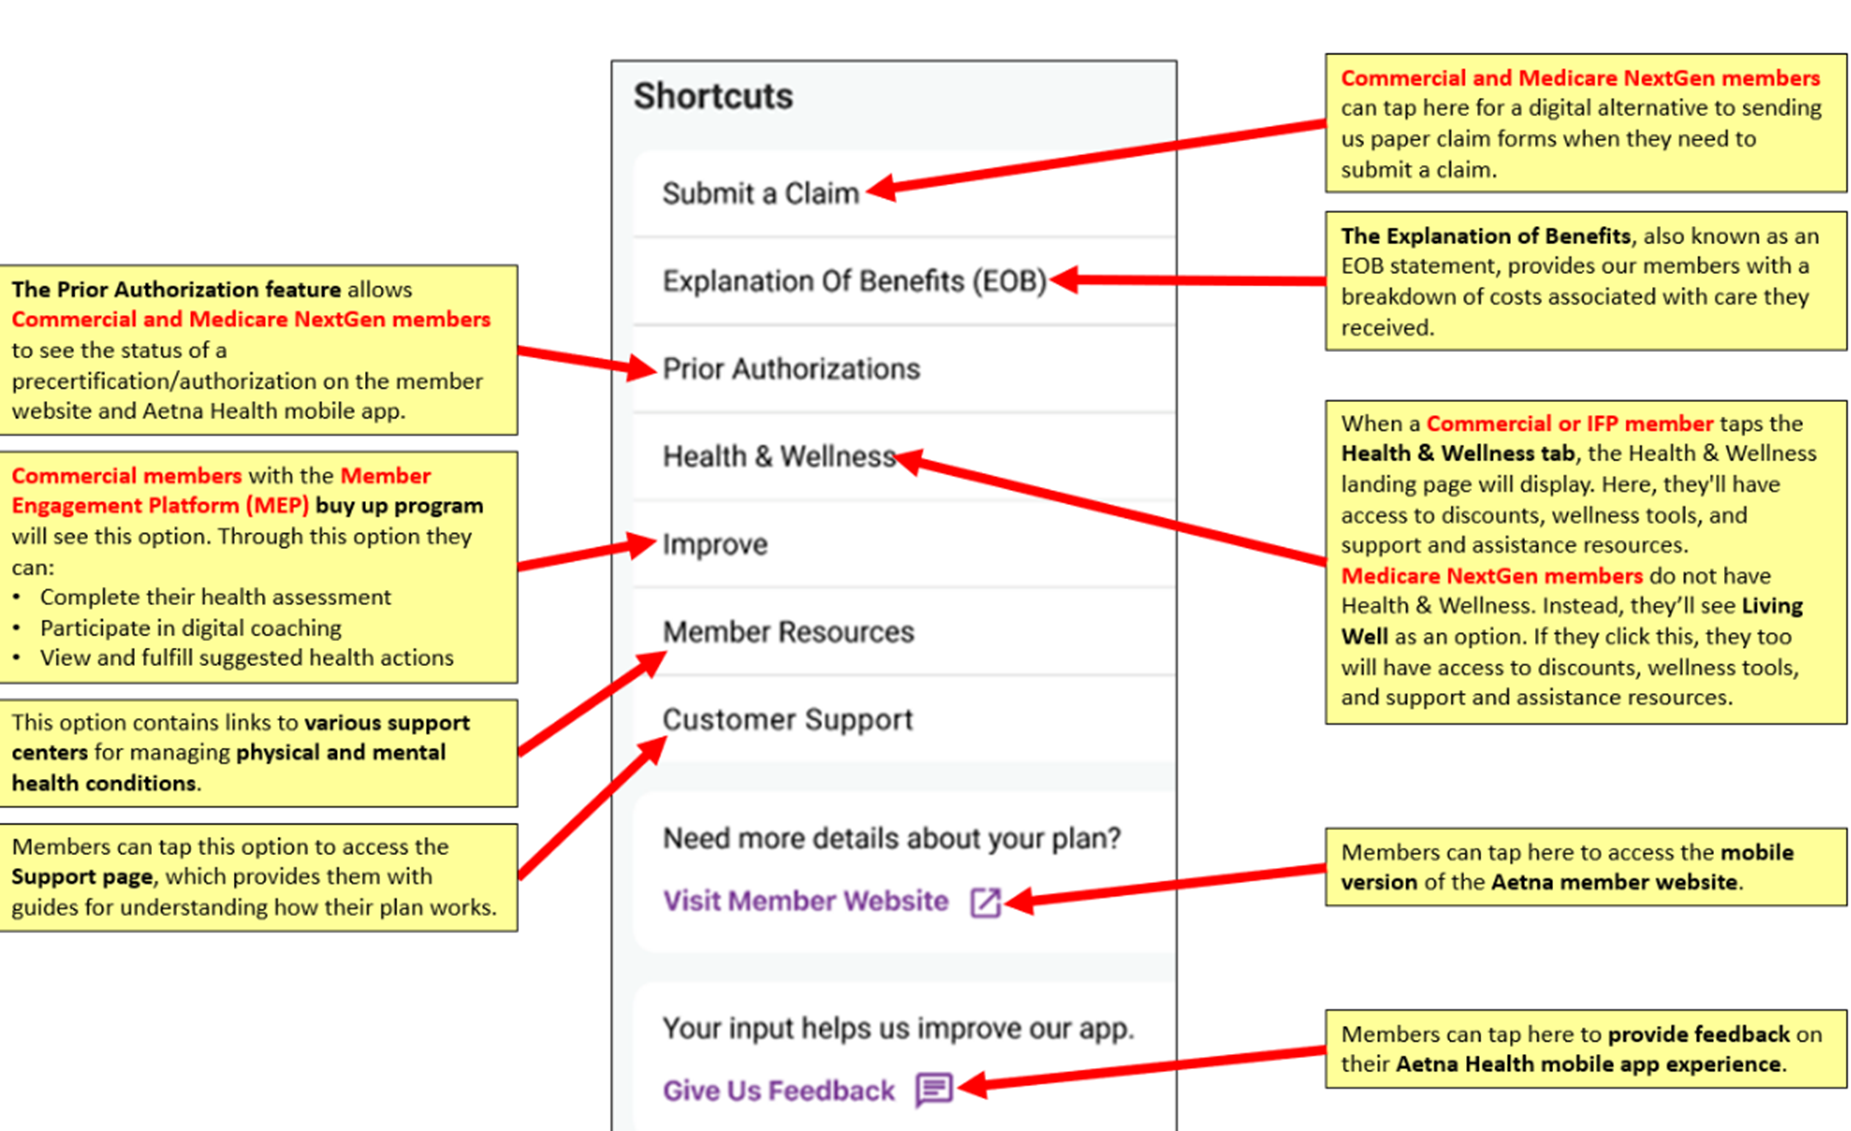 Shortcuts
Submit a Claim
Explanation Of Benefits (EOB)
Prior Authorizations
Health & Wellness
Improve
Member Resources
Customer Support
Need more details about your plan?
Visit Member Website
Your input helps us improve our app.
Give Us Feedback
The Prior Authorization feature allows
Commercial and Medicare NextGen members
to see the status of a
precertification/authorization on the member
website and Aetna Health mobile app.
Commercial members with the Member
Engagement Platform (MEP) buy up program
will see this option. Through this option they
can:
• Complete their health assessment
• Participate in digital coaching
• View and fulfill suggested health actions
This option contains links to various support
centers for managing physical and mental
health conditions.
Members can tap this option to access the
Support page, which provides them with
guides for understanding how their plan works.
Commercial and Medicare NextGen members
can tap here for a digital alternative to sending
us paper claim forms when they need to
submit a claim.
The Explanation of Benefits, also known as an
EOB statement, provides our members with a
breakdown of costs associated with care they
received.
When a Commercial or IFP member taps the
Health & Wellness tab, the Health & Wellness
landing page will display. Here, they'll have
access to discounts, wellness tools, and
support and assistance resources.
Medicare NextGen members do not have
Health & Wellness. Instead, they’ll see Living
Well as an option. If they click this, they too
will have access to discounts, wellness tools,
and support and assistance resources.
Members can tap here to access the mobile
version of the Aetna member website.
Members can tap here to provide feedback on
their Aetna Health mobile app experience.